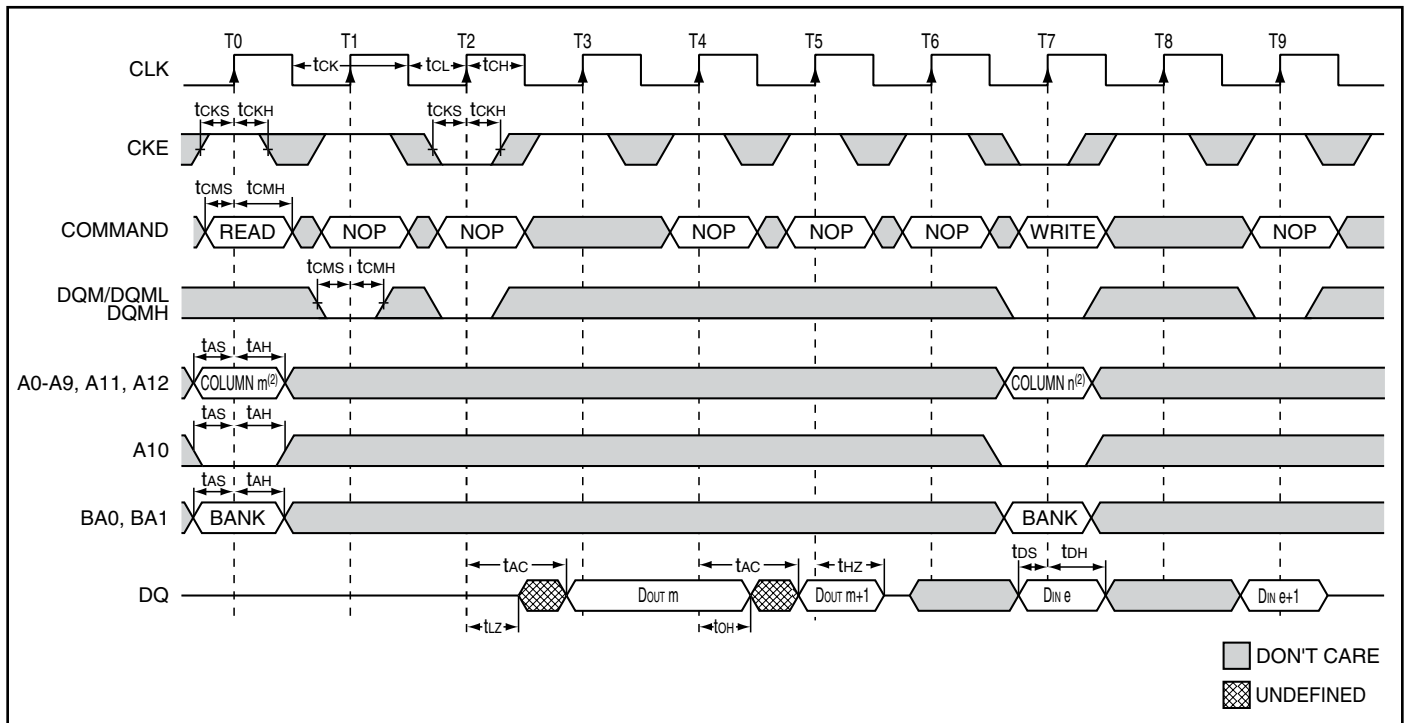 T0 T1 T2 T3 T4 T5 T6 T7 T8 T9
CLK
tCK tCL tCH
tCKS tCKH tCKS tCKH
CKE
tCMS tCMH
COMMAND READ NOP NOP NOP NOP NOP WRITE NOP
tCMS tCMH
DQM/DQML
DQMH
tAS tAH
A0-A9, A11, A12 COLUMN m(2) COLUMN n(2)
tAS tAH
A10
tAS tAH
BA0, BA1 BANK BANK
tAC tAC tHZ tDS tDH
DQ DOUT m DOUT m+1 DIN e DIN e+1
tLZ tOH
DON'T CARE
UNDEFINED